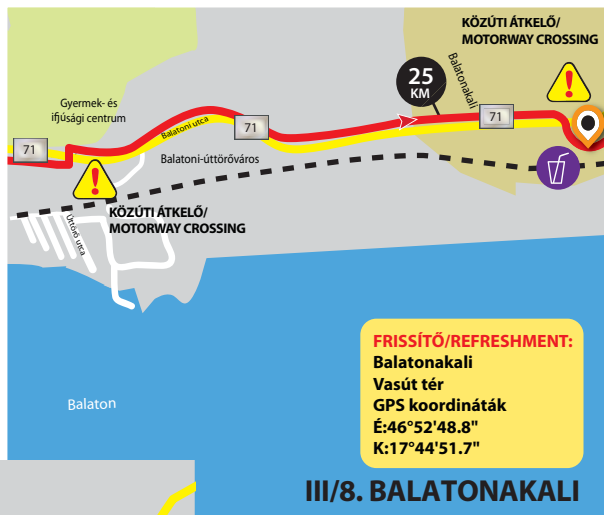 KÖZÚTI ÁTKELŐ/
MOTORWAY CROSSING
25
KM
Balatonakali
Gyermek- és
ifjúsági centrum
Balatoni utca
71
71
71
Balatoni-úttörőváros
KÖZÚTI ÁTKELŐ/
MOTORWAY CROSSING
Úttörő utca
Balaton
FRISSÍTŐ/REFRESHMENT:
Balatonakali
Vasút tér
GPS koordináták
É:46°52'48.8"
K:17°44'51.7"
III/8. BALATONAKALI